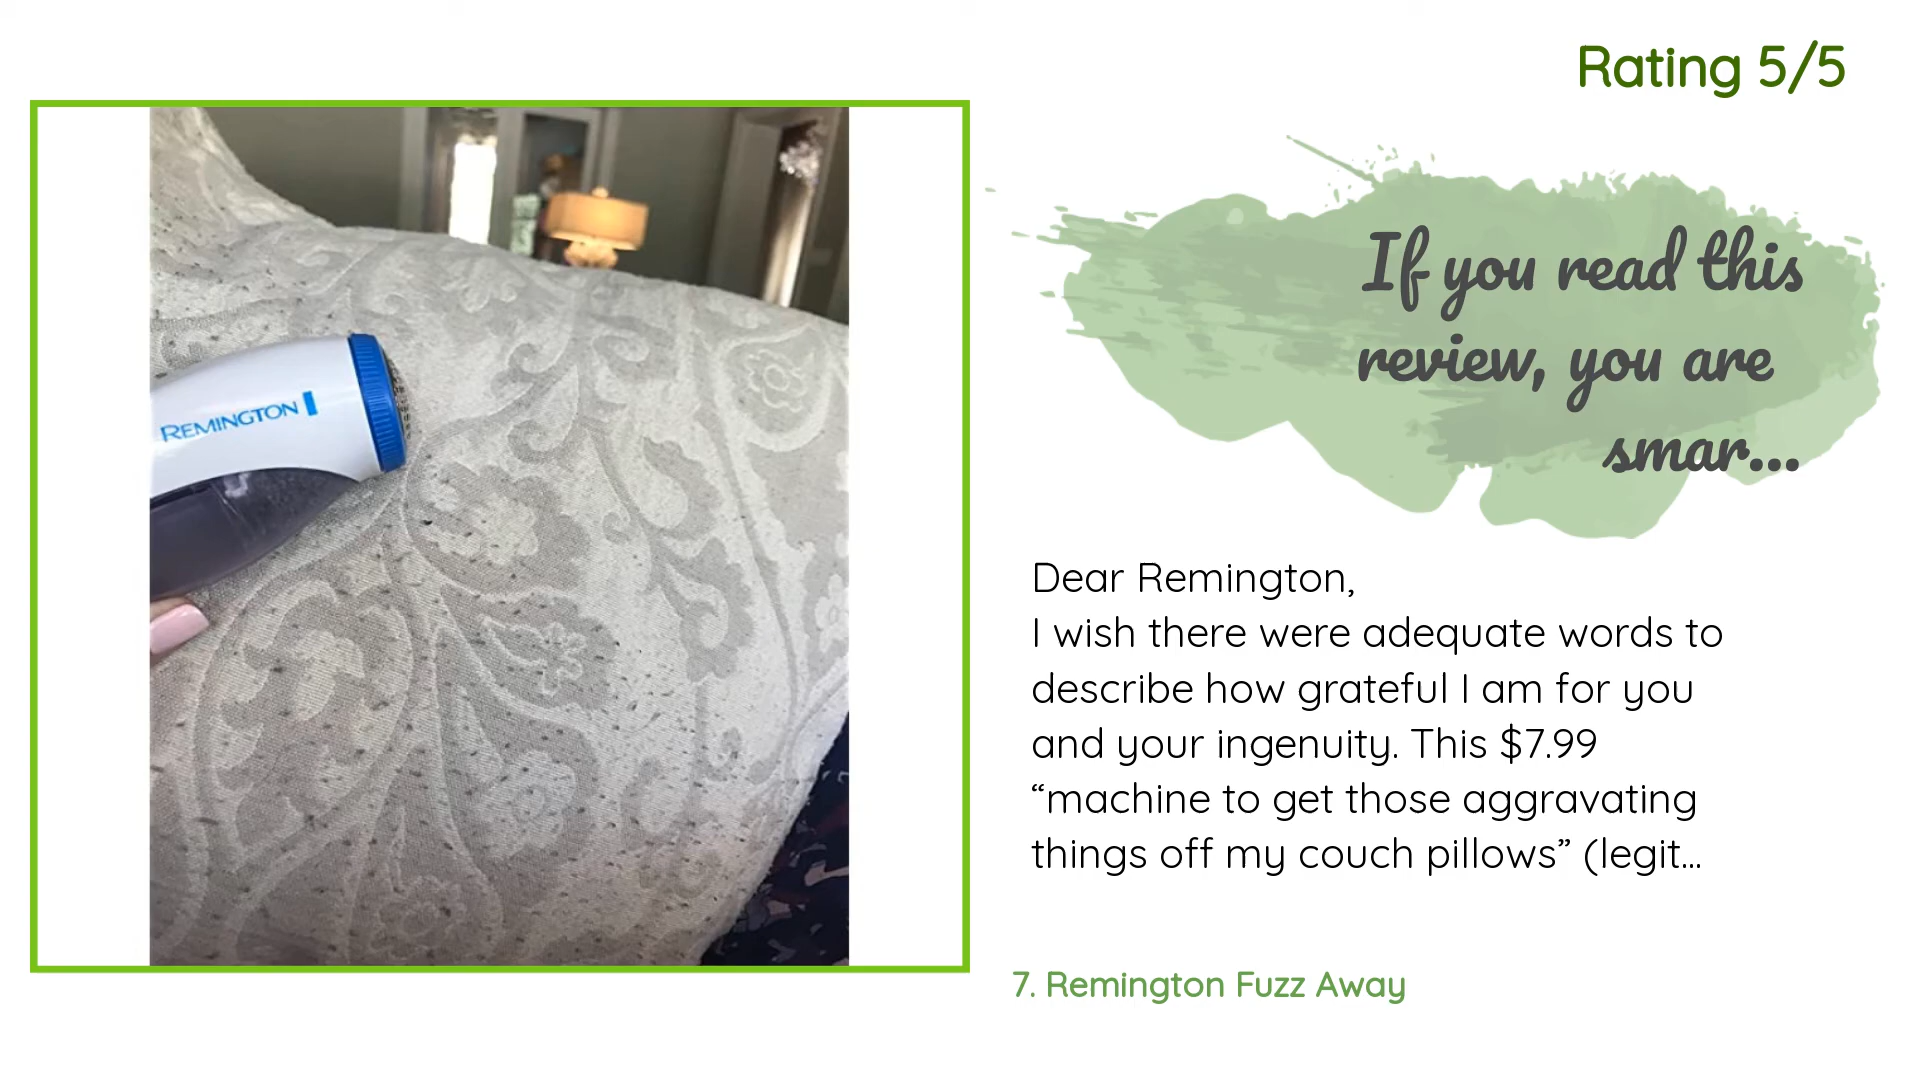 Rating 5/5
If you read this
review, you are
smar...
REMINGTON
Dear Remington,
I wish there were adequate words to
describe how grateful I am for you
and your ingenuity. This $7.99
“machine to get those aggravating
things off my couch pillows” (legit...
7. Remington Fuzz Away